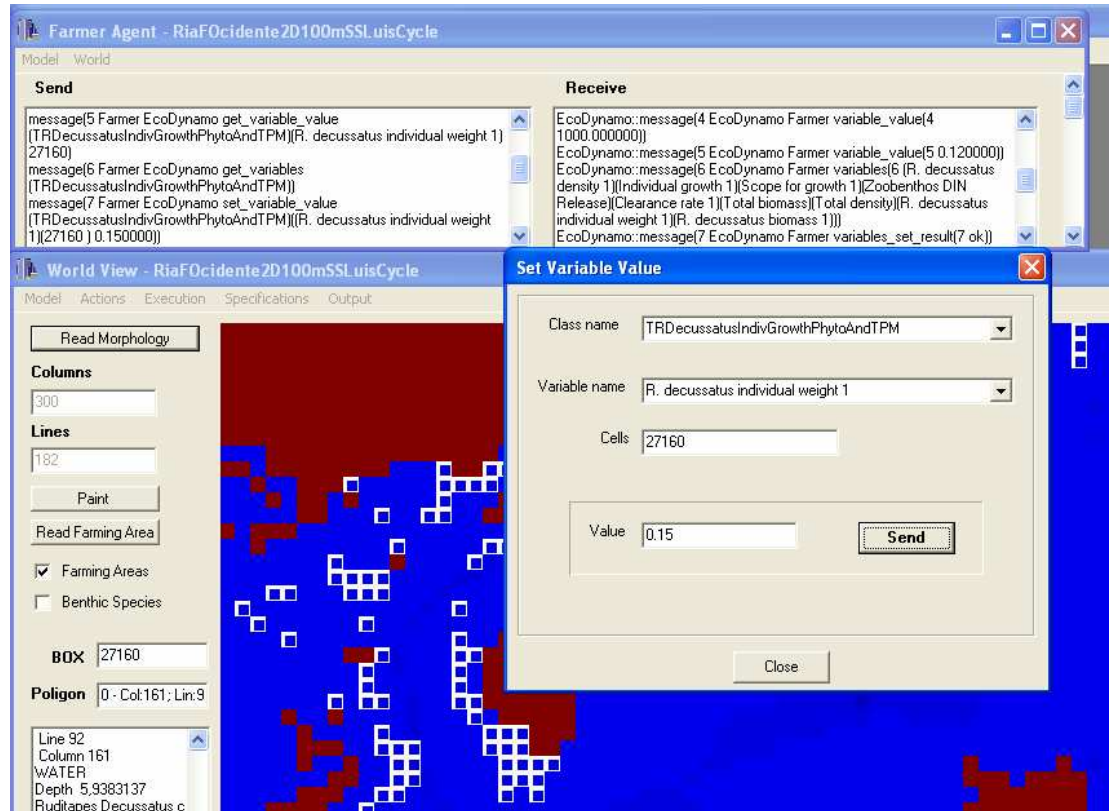 Farmer Agent - RiaFOcidente2D100mSSLuisCycle
Model World
Send
message(5 Farmer EcoDynamo get_variable_value
(TRDecussatusIndivGrowthPhytoAndTPM)(R. decussatus individual weight 1)
27160)
message(6 Farmer EcoDynamo get_variables
(TRDecussatusIndivGrowthPhytoAndTPM))
message(7 Farmer EcoDynamo set_variable_value
(TRDecussatusIndivGrowthPhytoAndTPM)((R. decussatus individual weight
1)(27160 ) 0.150000))
Receive
EcoDynamo::message(4 EcoDynamo Farmer variable_value(4
1000.000000))
EcoDynamo::message(5 EcoDynamo Farmer variable_value(5 0.120000))
EcoDynamo::message(6 EcoDynamo Farmer variables(6 (R. decussatus
density 1)(Individual growth 1)(Scope for growth 1)(Zoobenthos DIN
Release)(Clearance rate 1)(Total biomass)(Total density)(R. decussatus
individual weight 1)(R. decussatus biomass 1)))
EcoDynamo::message(7 EcoDynamo Farmer variables_set_result(7 ok))
World View - RiaFOcidente2D100mSSLuisCycle
Model Actions Execution Specifications Output
Read Morphology
Columns
300
Lines
182
Paint
Read Farming Area
Farming Areas
Benthic Species
BOX 27160
Poligon 0 - Col:161; Lin:9
Line 92
Column 161
WATER
Depth 5,9383137
Ruditapes Decussatus c
Set Variable Value
Class name TRDecussatusIndivGrowthPhytoAndTPM
Variable name R. decussatus individual weight 1
Cells 27160
Value 0.15
Send
Close